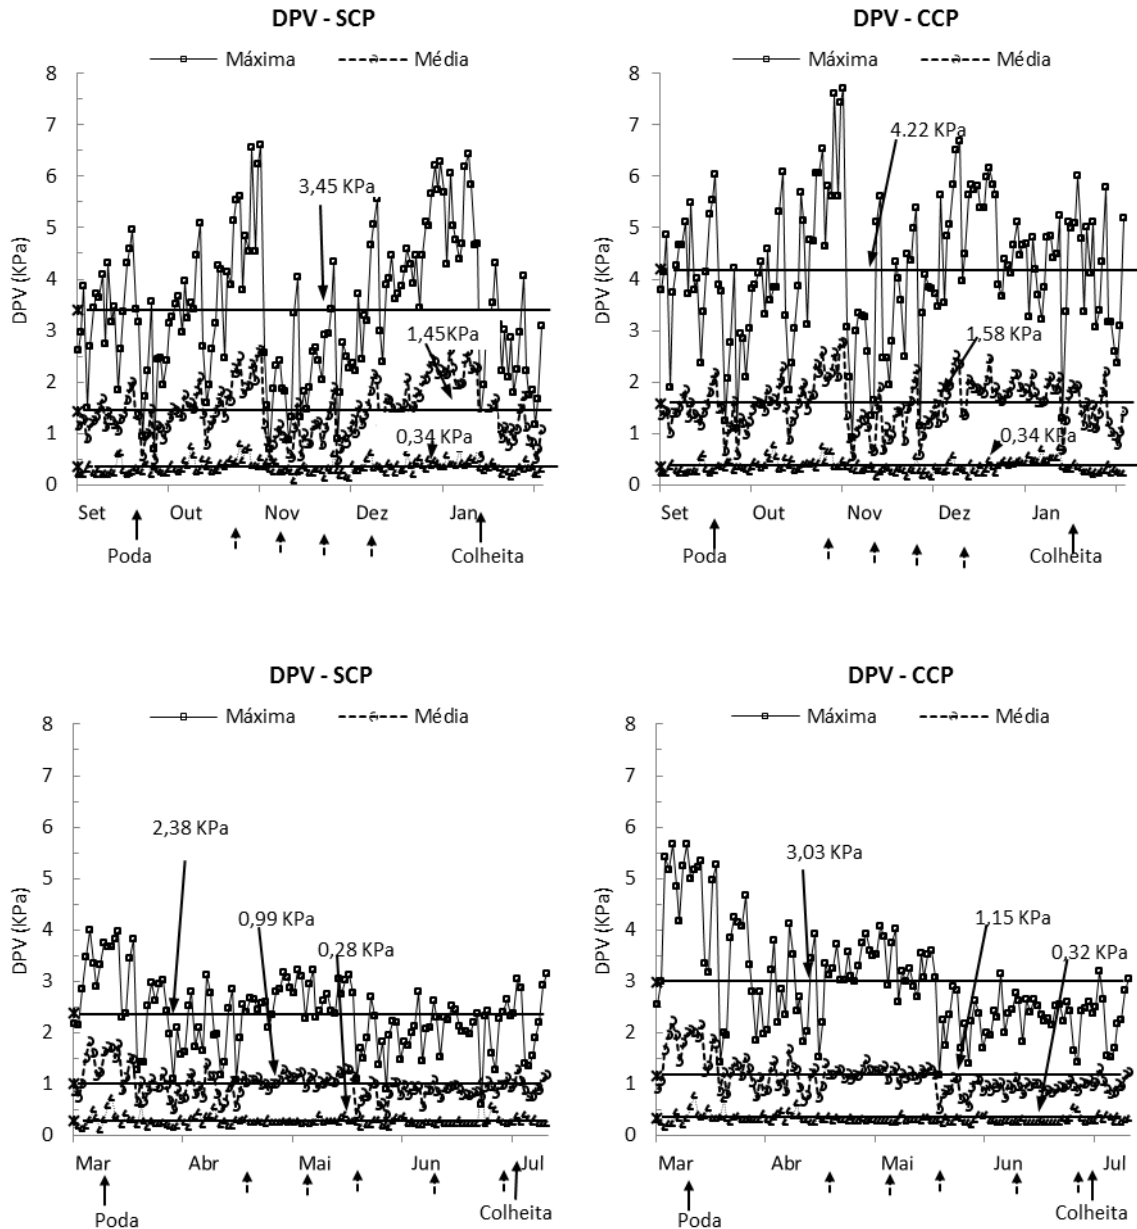 DPV - SCP
Máxima Média
8
7
6
5
4
3
2
1
0
DPV (KPa)
3,45 KPa
1,45KPa
0,34 KPa
Set Out Nov Dez Jan
Poda Colheita
DPV - CCP
Máxima Média
8
7
6
5
4
3
2
1
0
DPV (KPa)
4.22 KPa
1,58 KPa
0,34 KPa
Set Out Nov Dez Jan
Poda Colheita
DPV - SCP
Máxima Média
8
7
6
5
4
3
2
1
0
DPV (KPa)
2,38 KPa
0,99 KPa
0,28 KPa
Mar Abr Mai Jun Jul
Poda Colheita
DPV - CCP
Máxima Média
8
7
6
5
4
3
2
1
0
DPV (KPa)
3,03 KPa
1,15 KPa
0,32 KPa
Mar Abr Mai Jun Jul
Poda Colheita